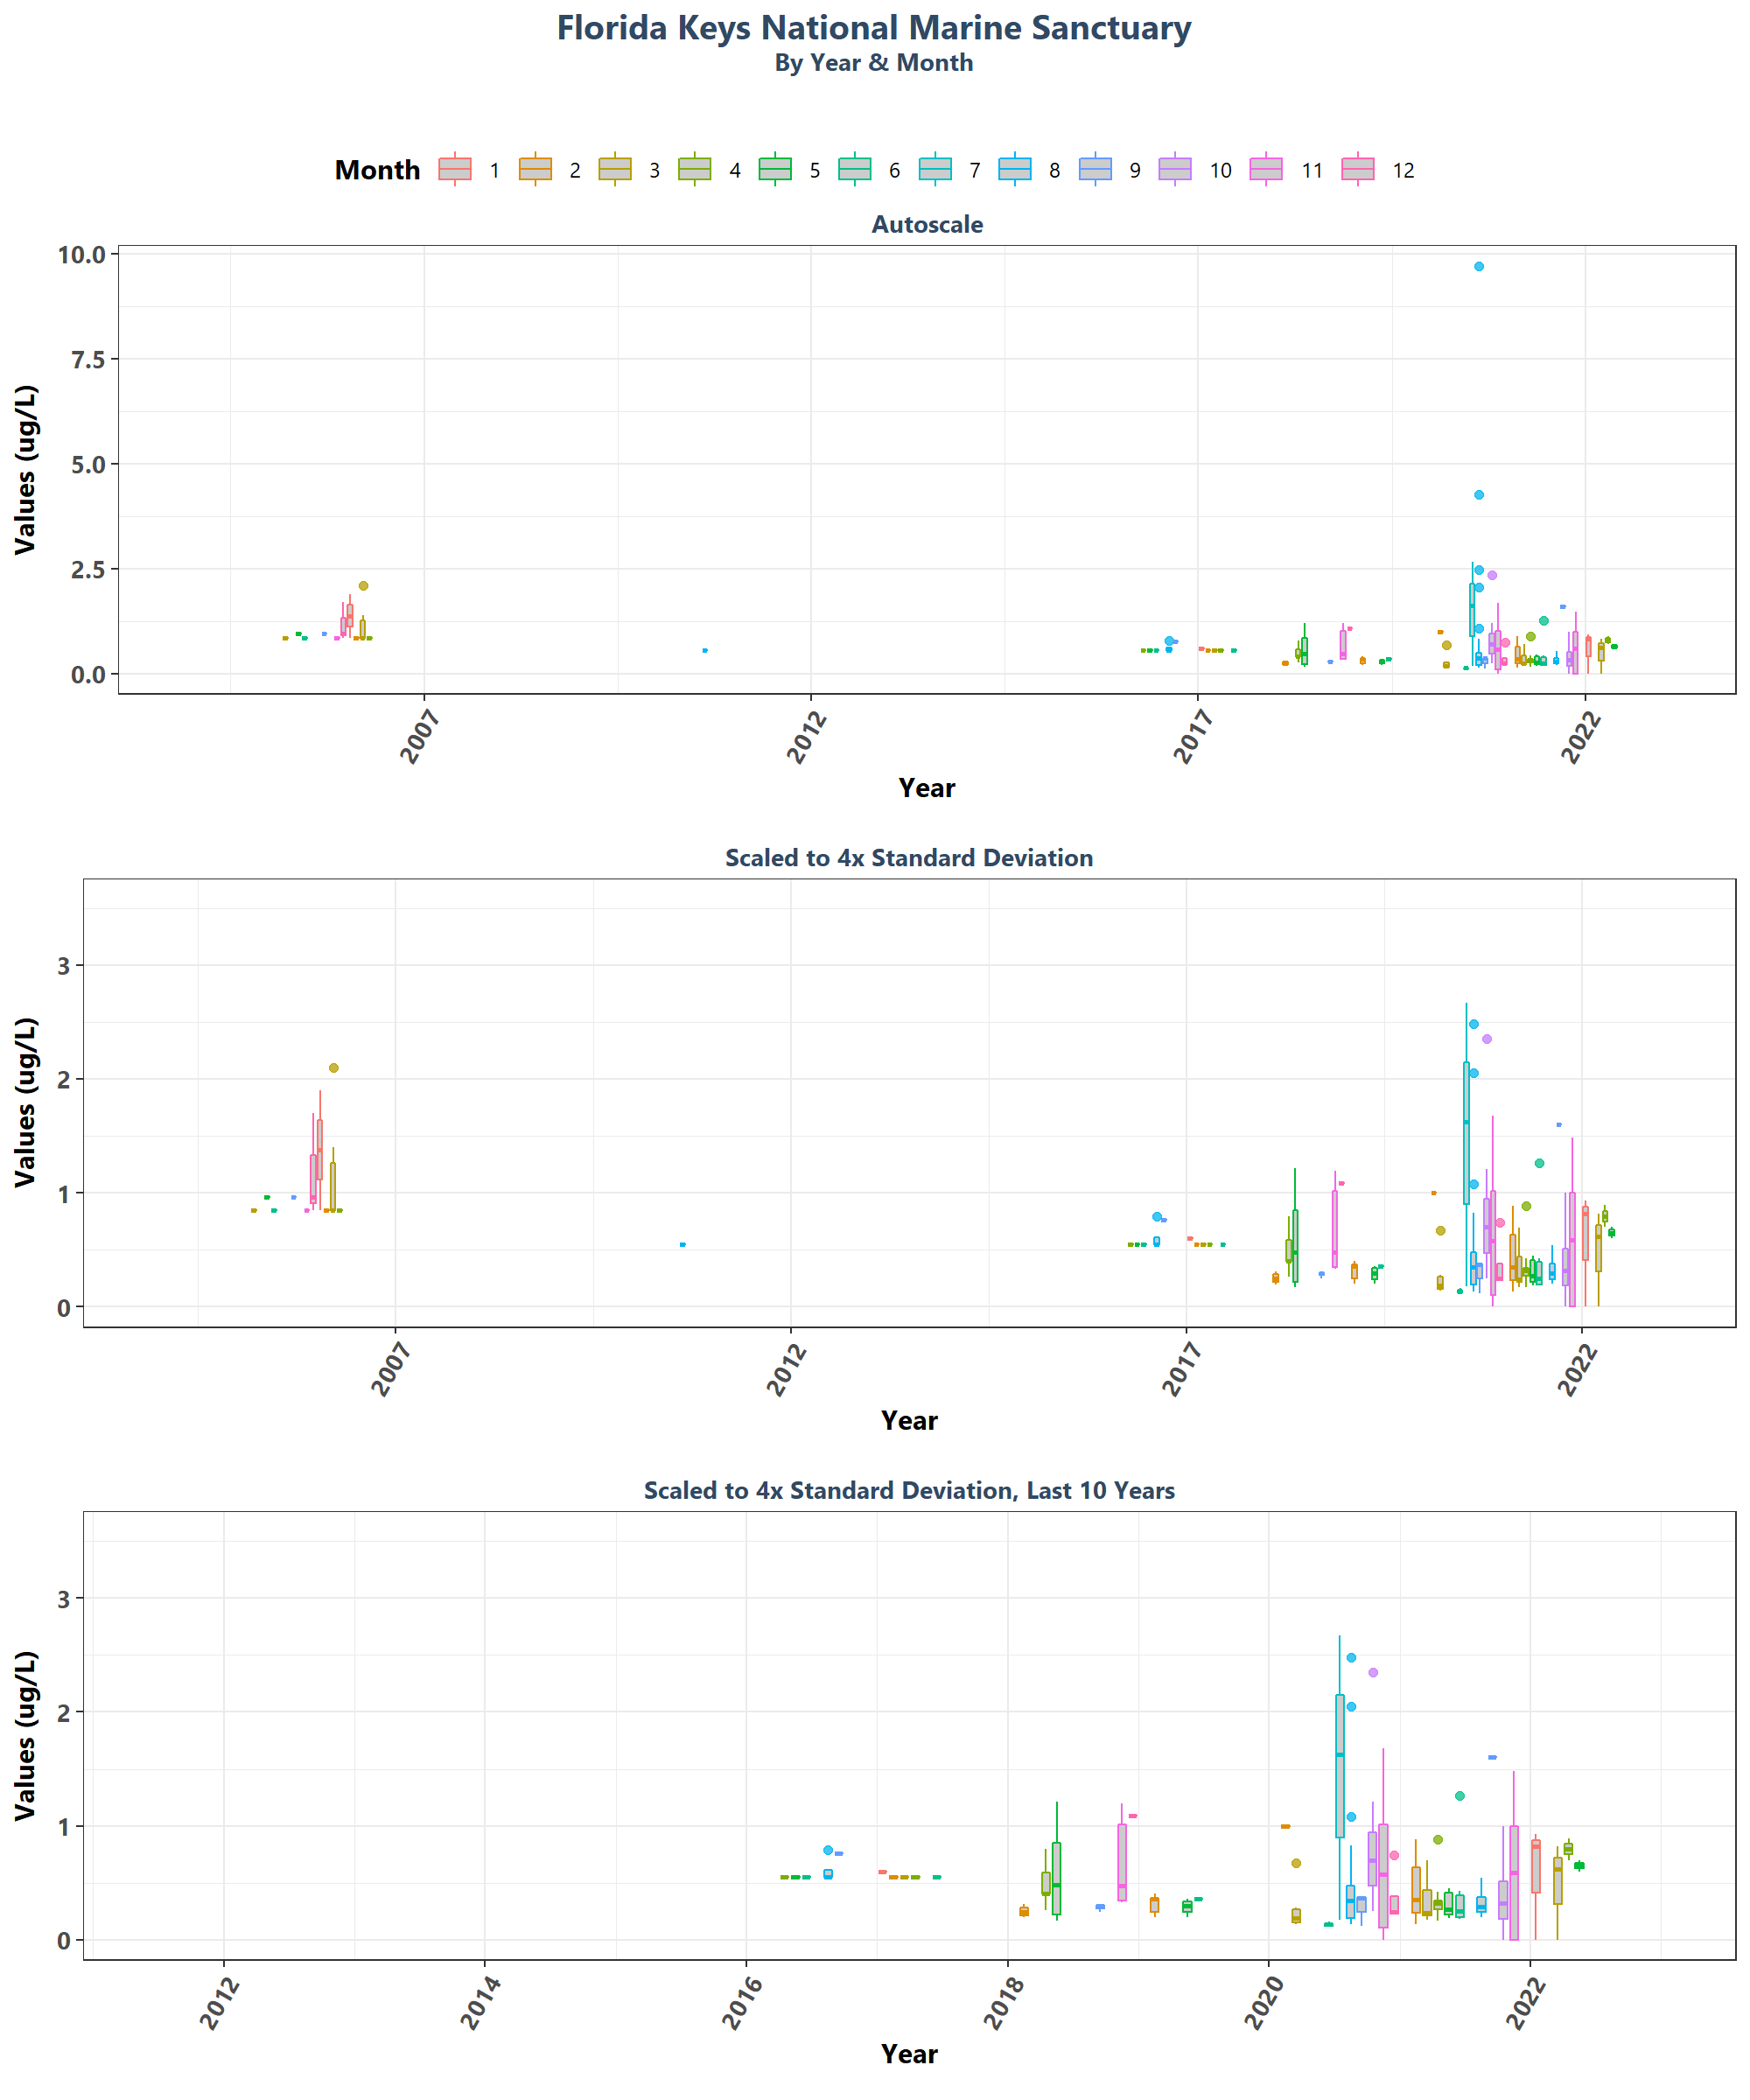 Florida Keys National Marine Sanctuary
By Year & Month
Month 1 2 3 4 5 6 7 8 9 10 11 12
Autoscale
10.0
7.5
5.0
2.5
0.0
Values (ug/L)
2007 2012 2017 2022
Year
Scaled to 4x Standard Deviation
3
2
1
0
Values (ug/L)
2007 2012 2017 2022
Year
Scaled to 4x Standard Deviation, Last 10 Years
3
2
1
0
Values (ug/L)
2012 2014 2016 2018 2020 2022
Year